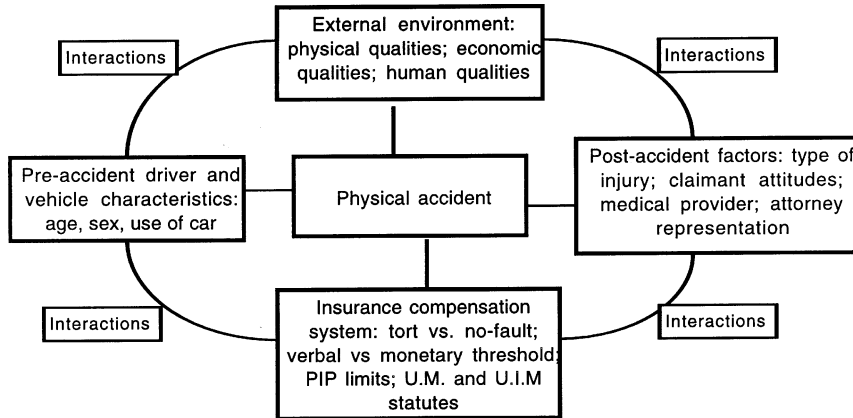 External environment:
physical qualities; economic
qualities; human qualities
Interactions
Interactions
Pre-accident driver and
vehicle characteristics:
age, sex, use of car
Physical accident
Post-accident factors: type of
injury; claimant attitudes;
medical provider; attorney
representation
Interactions
Interactions
Insurance compensation
system: tort vs. no-fault;
verbal vs monetary threshold;
PIP limits; U.M. and U.I.M
statutes